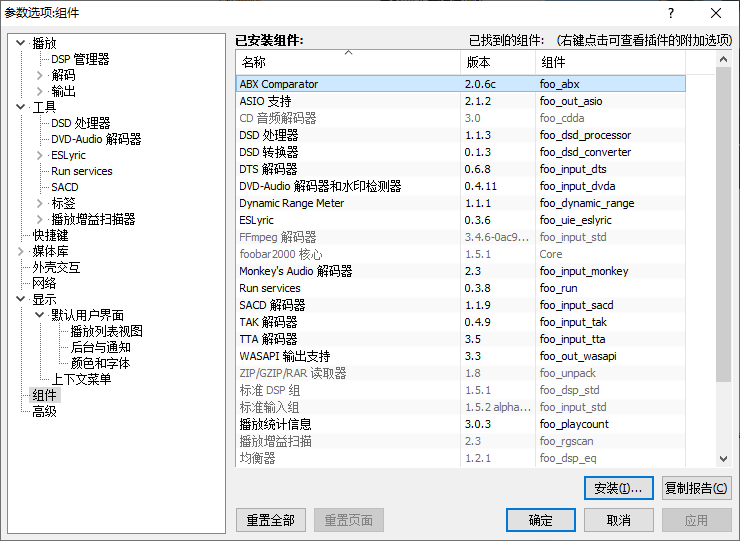 参数选项:组件
播放
DSP 管理器
解码
输出
工具
DSD 处理器
DVD-Audio 解码器
ESLyric
Run services
SACD
标签
播放增益扫描器
快捷键
媒体库
外壳交互
网络
显示
默认用户界面
播放列表视图
后台与通知
颜色和字体
上下文菜单
组件
高级
已安装组件: 已找到的组件: (右键点击可查看插件的附加选项)
名称 版本 组件
ABX Comparator 2.0.6c foo_abx
ASIO 支持 2.1.2 foo_out_asio
CD 音频解码器 3.0 foo_cdda
DSD 处理器 1.1.3 foo_dsd_processor
DSD 转换器 0.1.3 foo_dsd_converter
DTS 解码器 0.6.8 foo_input_dts
DVD-Audio 解码器和水印检测器 0.4.11 foo_input_dvda
Dynamic Range Meter 1.1.1 foo_dynamic_range
ESLyric 0.3.6 foo_uie_eslyric
FFmpeg 解码器 3.4.6-0ac9... foo_input_std
foobar2000 核心 1.5.1 Core
Monkey's Audio 解码器 2.3 foo_input_monkey
Run services 0.3.8 foo_run
SACD 解码器 1.1.9 foo_input_sacd
TAK 解码器 0.4.9 foo_input_tak
TTA 解码器 3.5 foo_input_tta
WASAPI 输出支持 3.3 foo_out_wasapi
ZIP/GZIP/RAR 读取器 1.8 foo_unpack
标准 DSP 组 1.5.1 foo_dsp_std
标准输入组 1.5.2 alpha... foo_input_std
播放统计信息 3.0.3 foo_playcount
播放增益扫描 2.3 foo_rgscan
均衡器 1.2.1 foo_dsp_eq
安装(I)... 复制报告(C)
重置全部 重置页面 确定 取消 应用